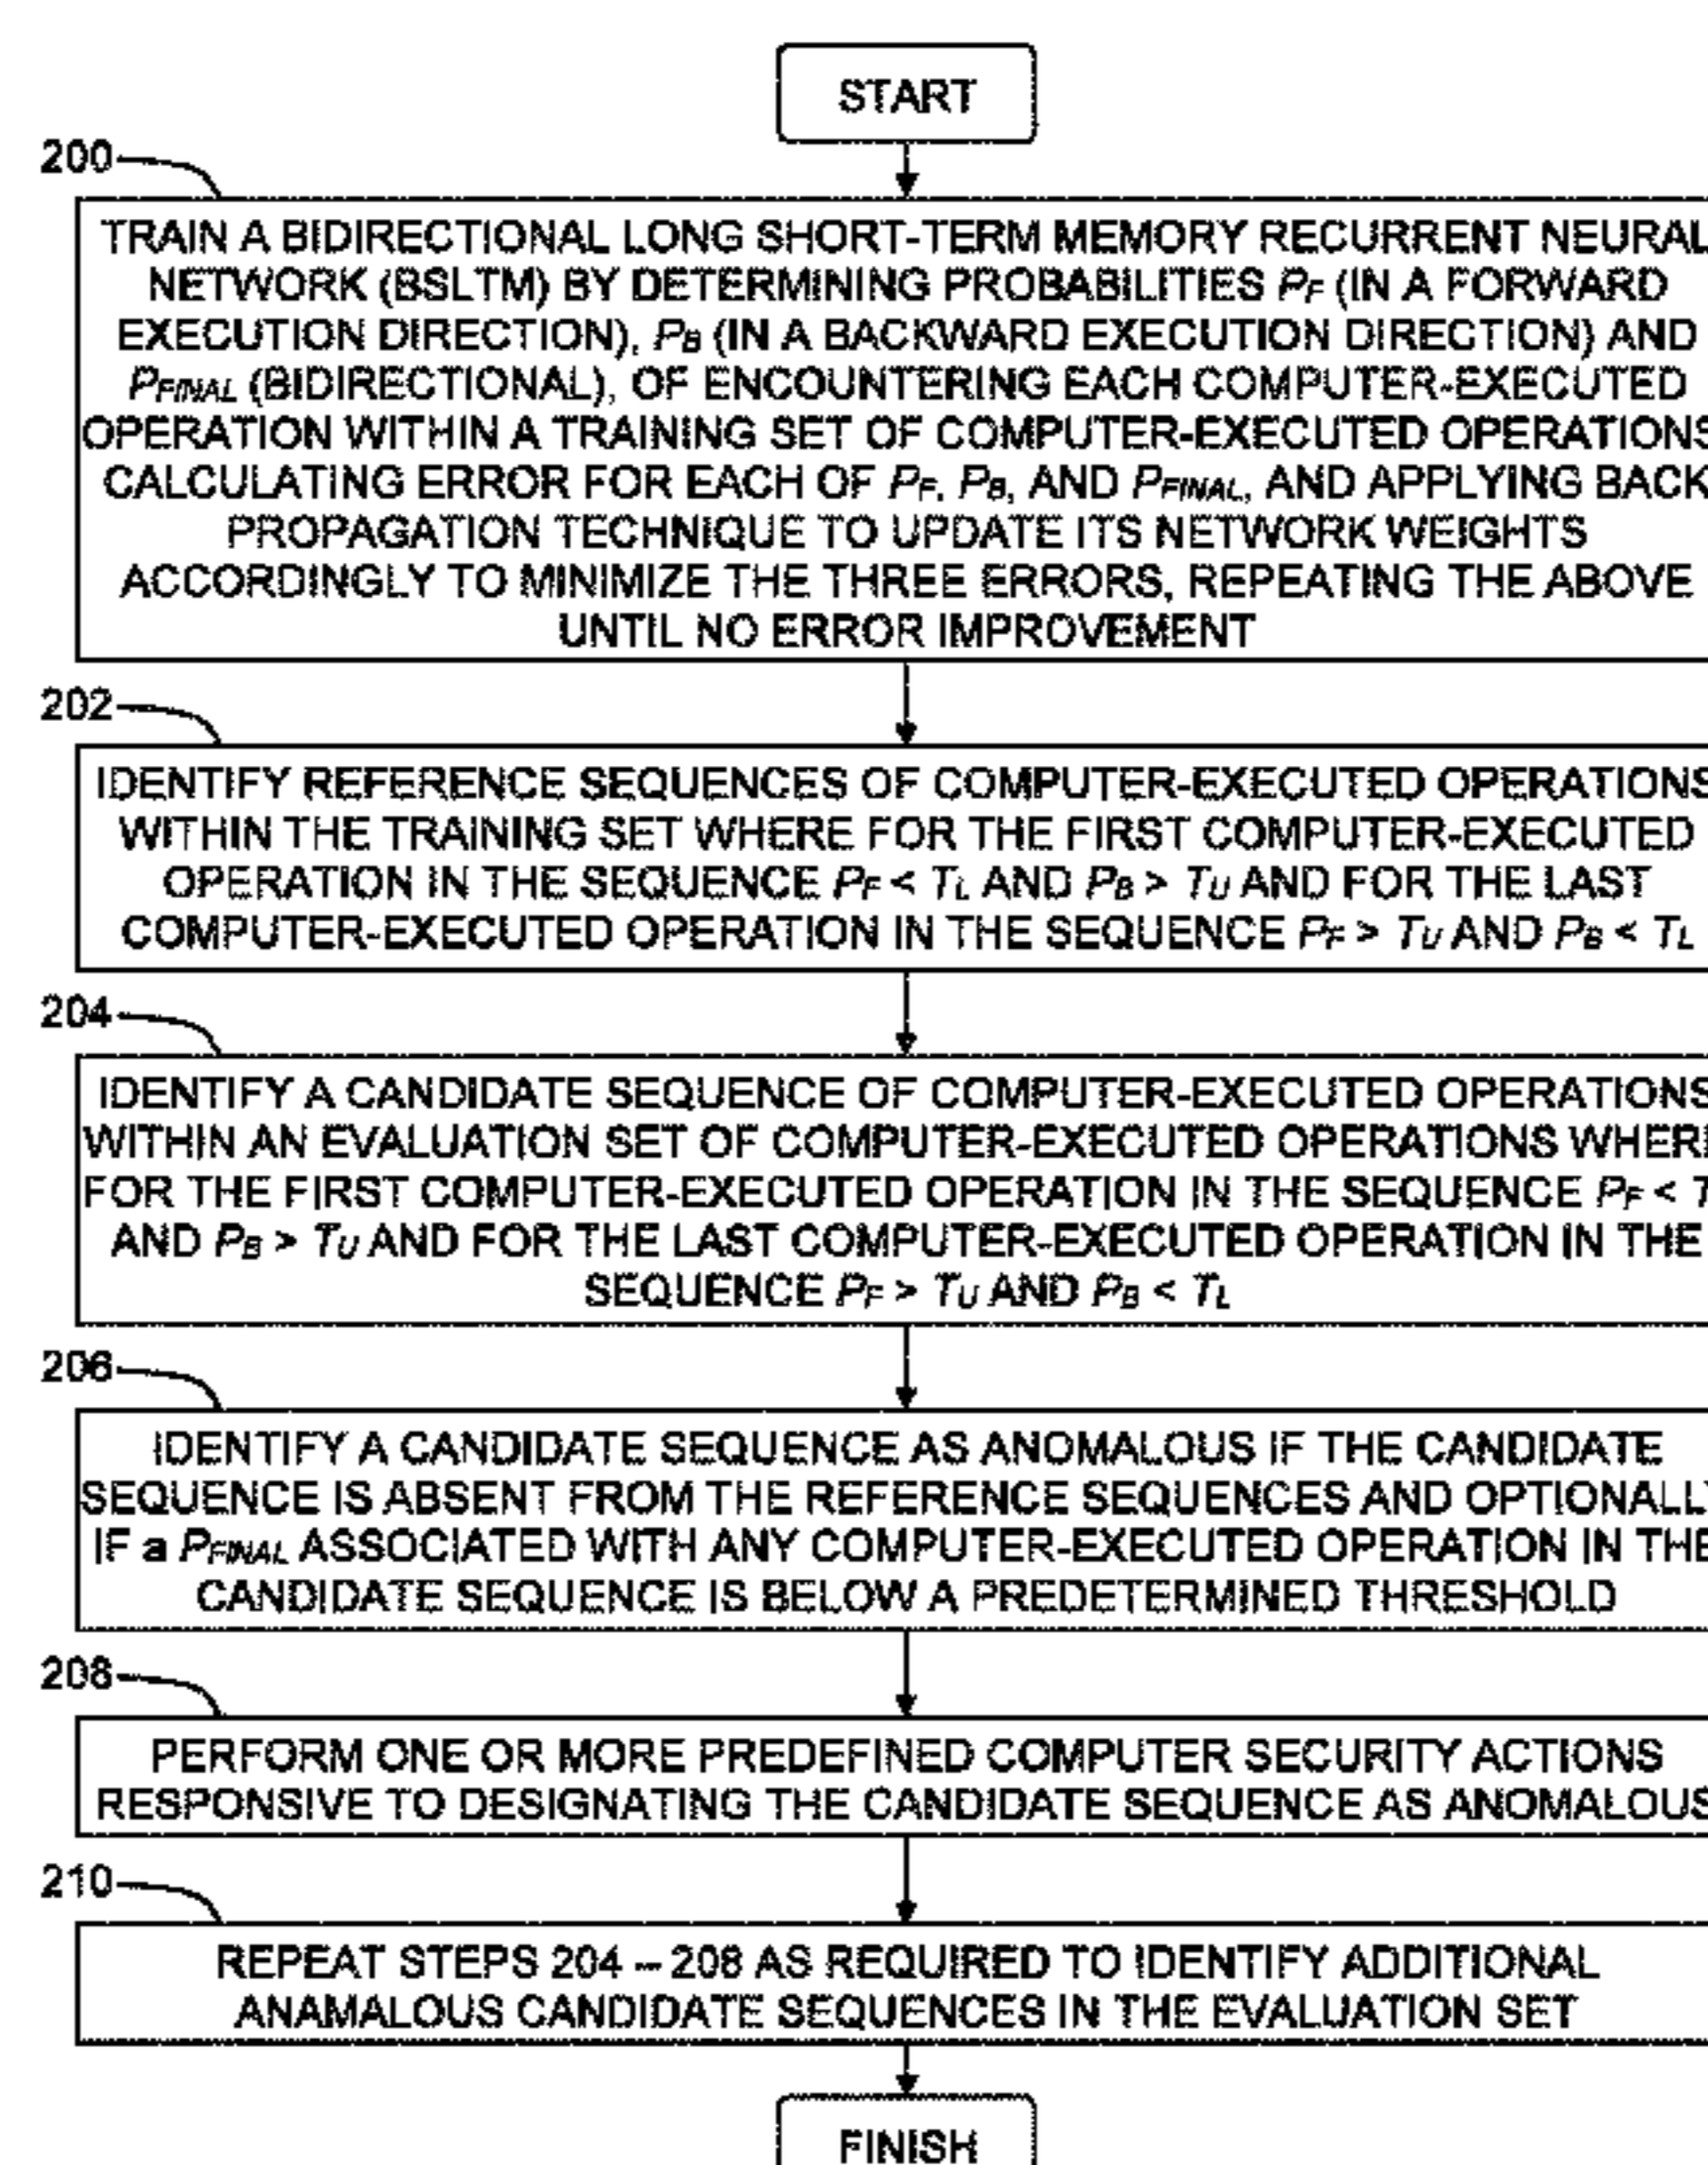 START
200
TRAIN A BIDIRECTIONAL LONG SHORT-TERM MEMORY RECURRENT NEURAL
NETWORK (BSLTM) BY DETERMINING PROBABILITIES PF (IN A FORWARD
EXECUTION DIRECTION), PB (IN A BACKWARD EXECUTION DIRECTION) AND
PFINAL (BIDIRECTIONAL), OF ENCOUNTERING EACH COMPUTER-EXECUTED
OPERATION WITHIN A TRAINING SET OF COMPUTER-EXECUTED OPERATIONS
CALCULATING ERROR FOR EACH OF PF, PB, AND PFINAL, AND APPLYING BACK
PROPAGATION TECHNIQUE TO UPDATE ITS NETWORK WEIGHTS
ACCORDINGLY TO MINIMIZE THE THREE ERRORS, REPEATING THE ABOVE
UNTIL NO ERROR IMPROVEMENT
202
IDENTIFY REFERENCE SEQUENCES OF COMPUTER-EXECUTED OPERATIONS
WITHIN THE TRAINING SET WHERE FOR THE FIRST COMPUTER-EXECUTED
OPERATION IN THE SEQUENCE PF < TL AND PB > TU AND FOR THE LAST
COMPUTER-EXECUTED OPERATION IN THE SEQUENCE PF > TU AND PB < TL
204
IDENTIFY A CANDIDATE SEQUENCE OF COMPUTER-EXECUTED OPERATIONS
WITHIN AN EVALUATION SET OF COMPUTER-EXECUTED OPERATIONS WHERE
FOR THE FIRST COMPUTER-EXECUTED OPERATION IN THE SEQUENCE PF < T
AND PB > TU AND FOR THE LAST COMPUTER-EXECUTED OPERATION IN THE
SEQUENCE PF > TU AND PB < TL
206
IDENTIFY A CANDIDATE SEQUENCE AS ANOMALOUS IF THE CANDIDATE
SEQUENCE IS ABSENT FROM THE REFERENCE SEQUENCES AND OPTIONALLY
IF a PFINAL ASSOCIATED WITH ANY COMPUTER-EXECUTED OPERATION IN THE
CANDIDATE SEQUENCE IS BELOW A PREDETERMINED THRESHOLD
208
PERFORM ONE OR MORE PREDEFINED COMPUTER SECURITY ACTIONS
RESPONSIVE TO DESIGNATING THE CANDIDATE SEQUENCE AS ANOMALOUS
210
REPEAT STEPS 204 – 208 AS REQUIRED TO IDENTIFY ADDITIONAL
ANAMALOUS CANDIDATE SEQUENCES IN THE EVALUATION SET
FINISH